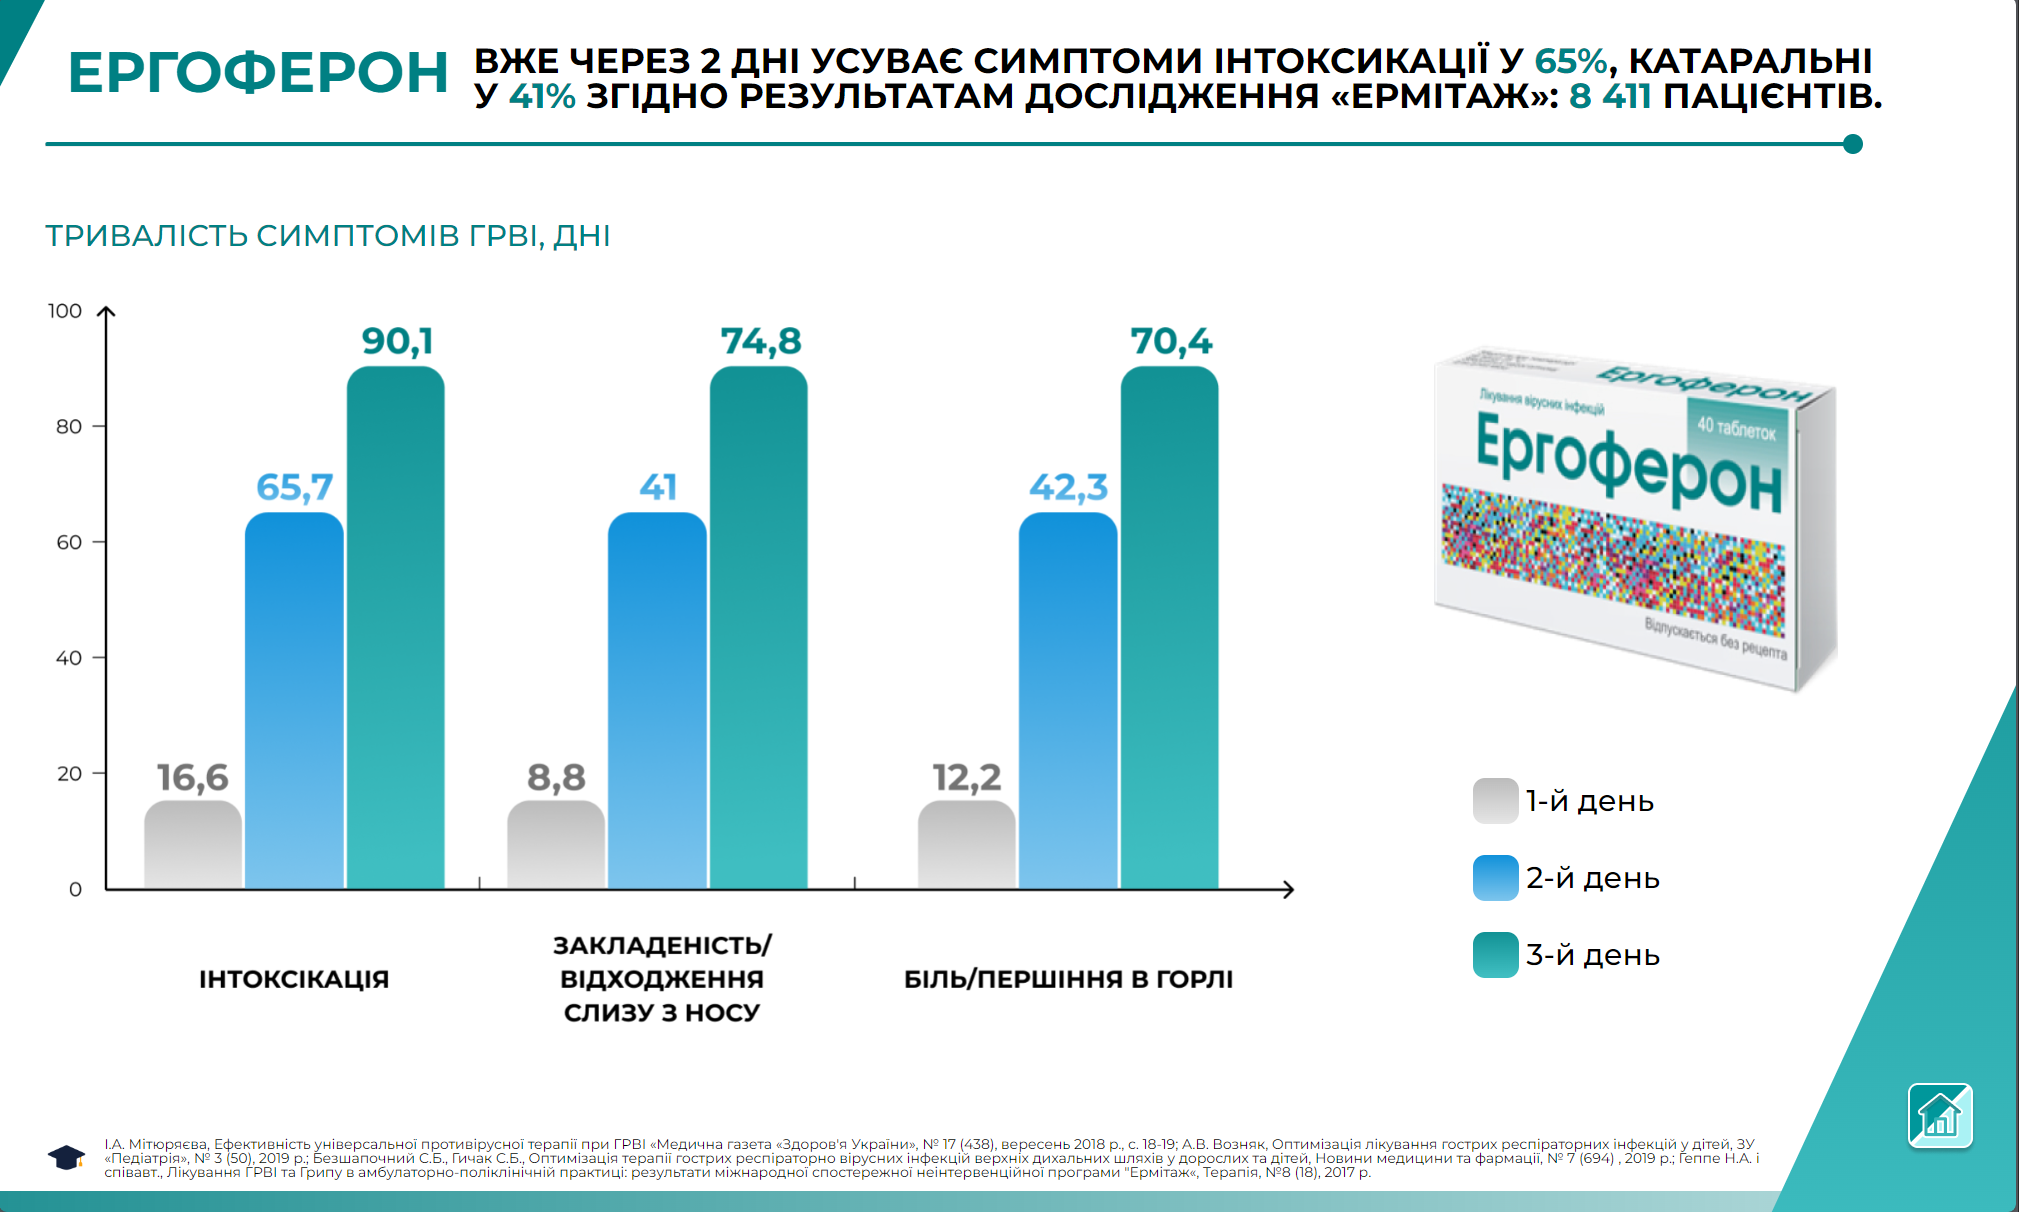 ЕРГОФЕРОН
ВЖЕ ЧЕРЕЗ 2 ДНІ УСУВАЄ СИМПТОМИ ІНТОКСИКАЦІЇ У 65%, КАТАРАЛЬНІ
У 41% ЗГІДНО РЕЗУЛЬТАТАМ ДОСЛІДЖЕННЯ «ЕРМІТАЖ»: 8 411 ПАЦІЄНТІВ.
ТРИВАЛІСТЬ СИМПТОМІВ ГРВІ, ДНІ
100
80
60
40
20
0
16,6
65,7
90,1
8,8
41
74,8
12,2
42,3
70,4
ІНТОКСІКАЦІЯ
ЗАКЛАДЕНІСТЬ/
ВІДХОДЖЕННЯ
СЛИЗУ З НОСУ
БІЛЬ/ПЕРШІННЯ В ГОРЛІ
Ергоферон
Лікування вірусних інфекцій
40 таблеток
Ергоферон
Відпускається без рецепта
1-й день
2-й день
3-й день
І.А. Мітюряєва, Ефективність універсальної противірусної терапії при ГРВІ «Медична газета «Здоров'я України», № 17 (438), вересень 2018 р., с. 18-19; А.В. Возняк, Оптимізація лікування гострих респіраторних інфекцій у дітей, ЗУ
«Педіатрія», № 3 (50), 2019 р.; Безшапочний С.Б., Гичак С.Б., Оптимізація терапії гострих респіраторно вірусних інфекцій верхніх дихальних шляхів у дорослих та дітей, Новини медицини та фармації, № 7 (694) , 2019 р.; Геппе Н.А. і
співавт., Лікування ГРВІ та Грипу в амбулаторно-поліклінічній практиці: результати міжнародної спостережної неінтервенційної програми "Ермітаж«, Терапія, №8 (18), 2017 р.